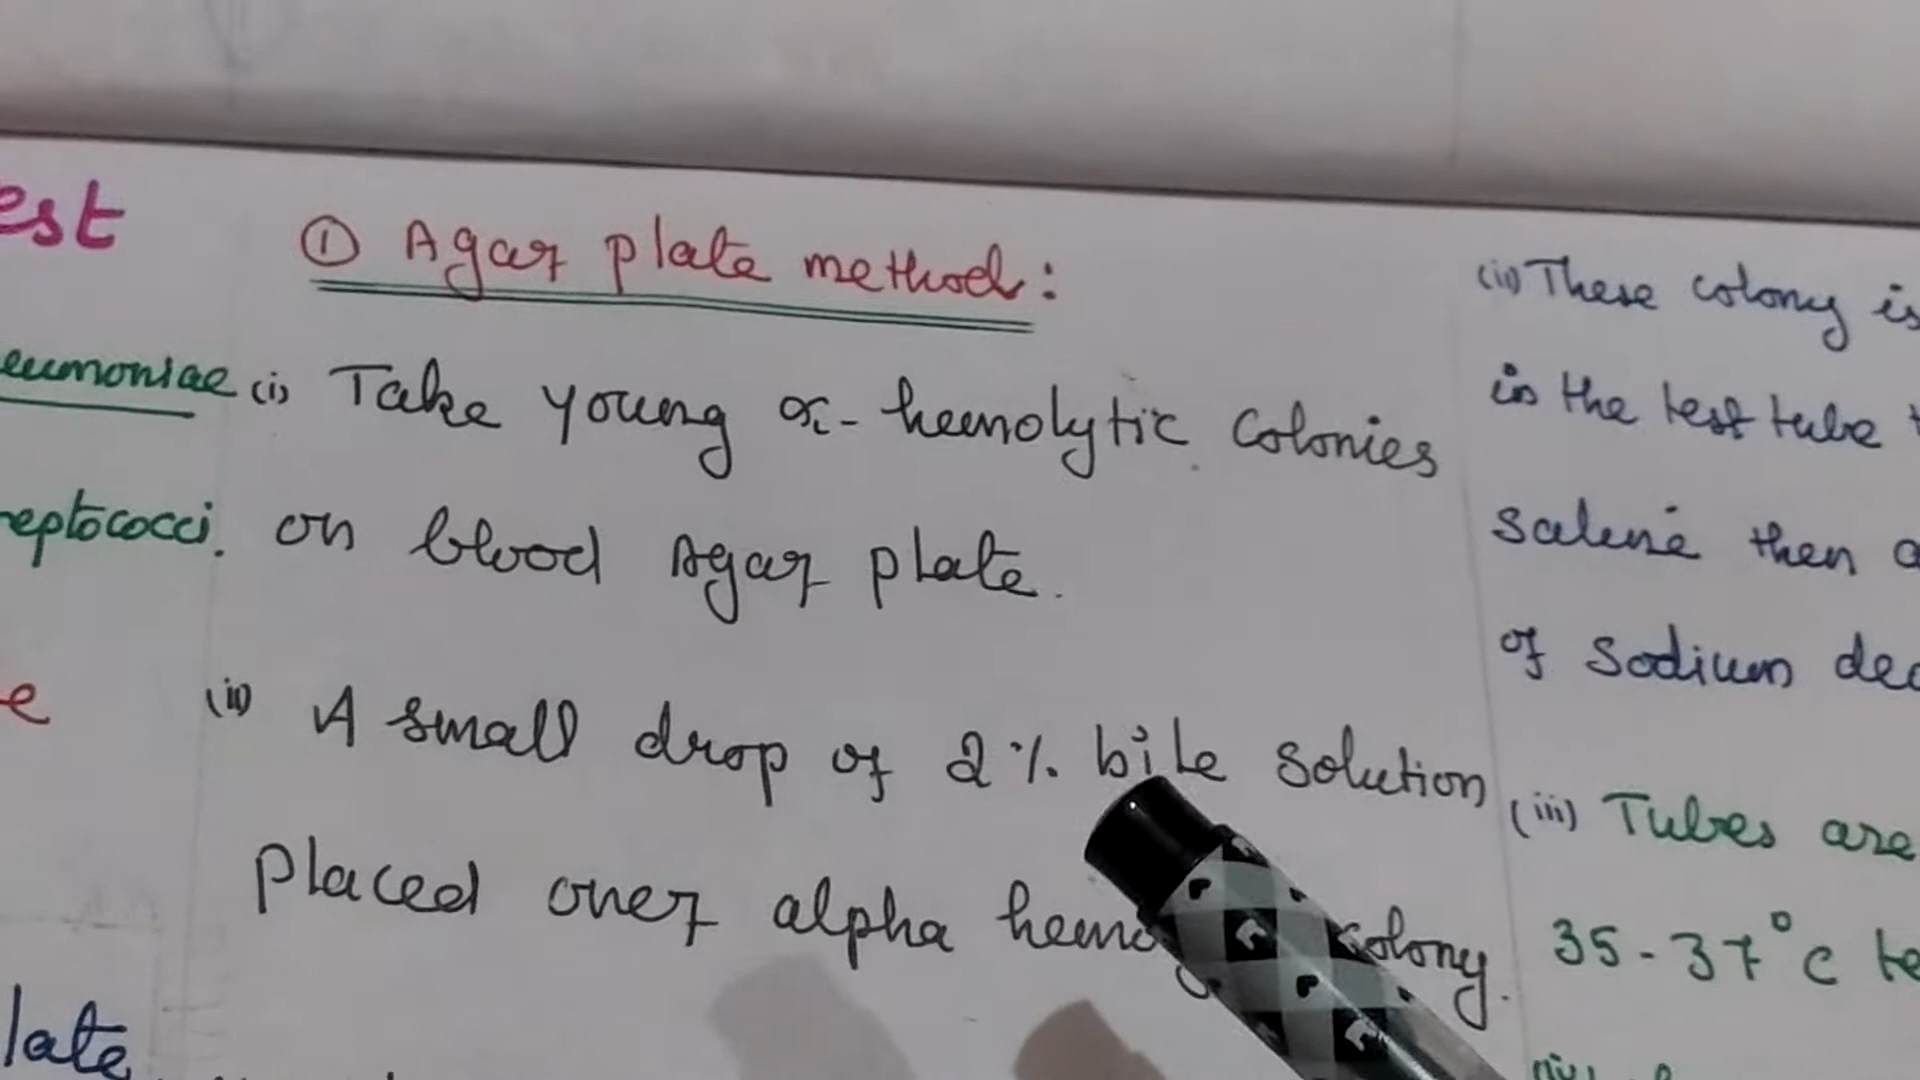 est
eumoniae
reptococci.
e
late
① Agar plate method:
(i) Take young α- hemolytic colonies
on blood Agar plate.
(ii) A small drop of 2% bile solution
placed over alpha hemo colony.
(ii) These colony is
in the test tube t
saline then a
of sodium deo
(iii) Tubes are
35-37°c te